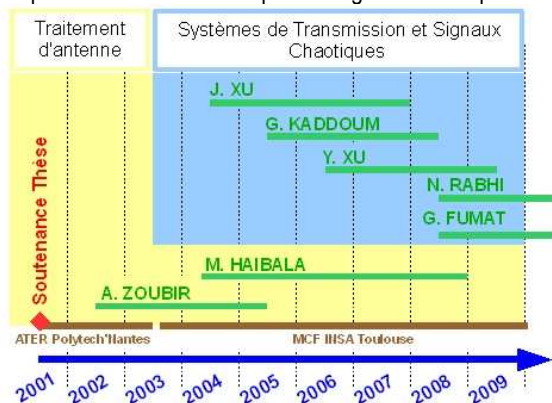 Traitement
d'antenne
Systèmes de Transmission et Signaux
Chaotiques
J. XU
G. KADDOUM
Y. XU
N. RABHI
G. FUMAT
M. HAIBALA
A. ZOUBIR
Soutenance Thèse
ATER Polytech'Nantes
MCF INSA Toulouse
2001 2002 2003 2004 2005 2006 2007 2008 2009